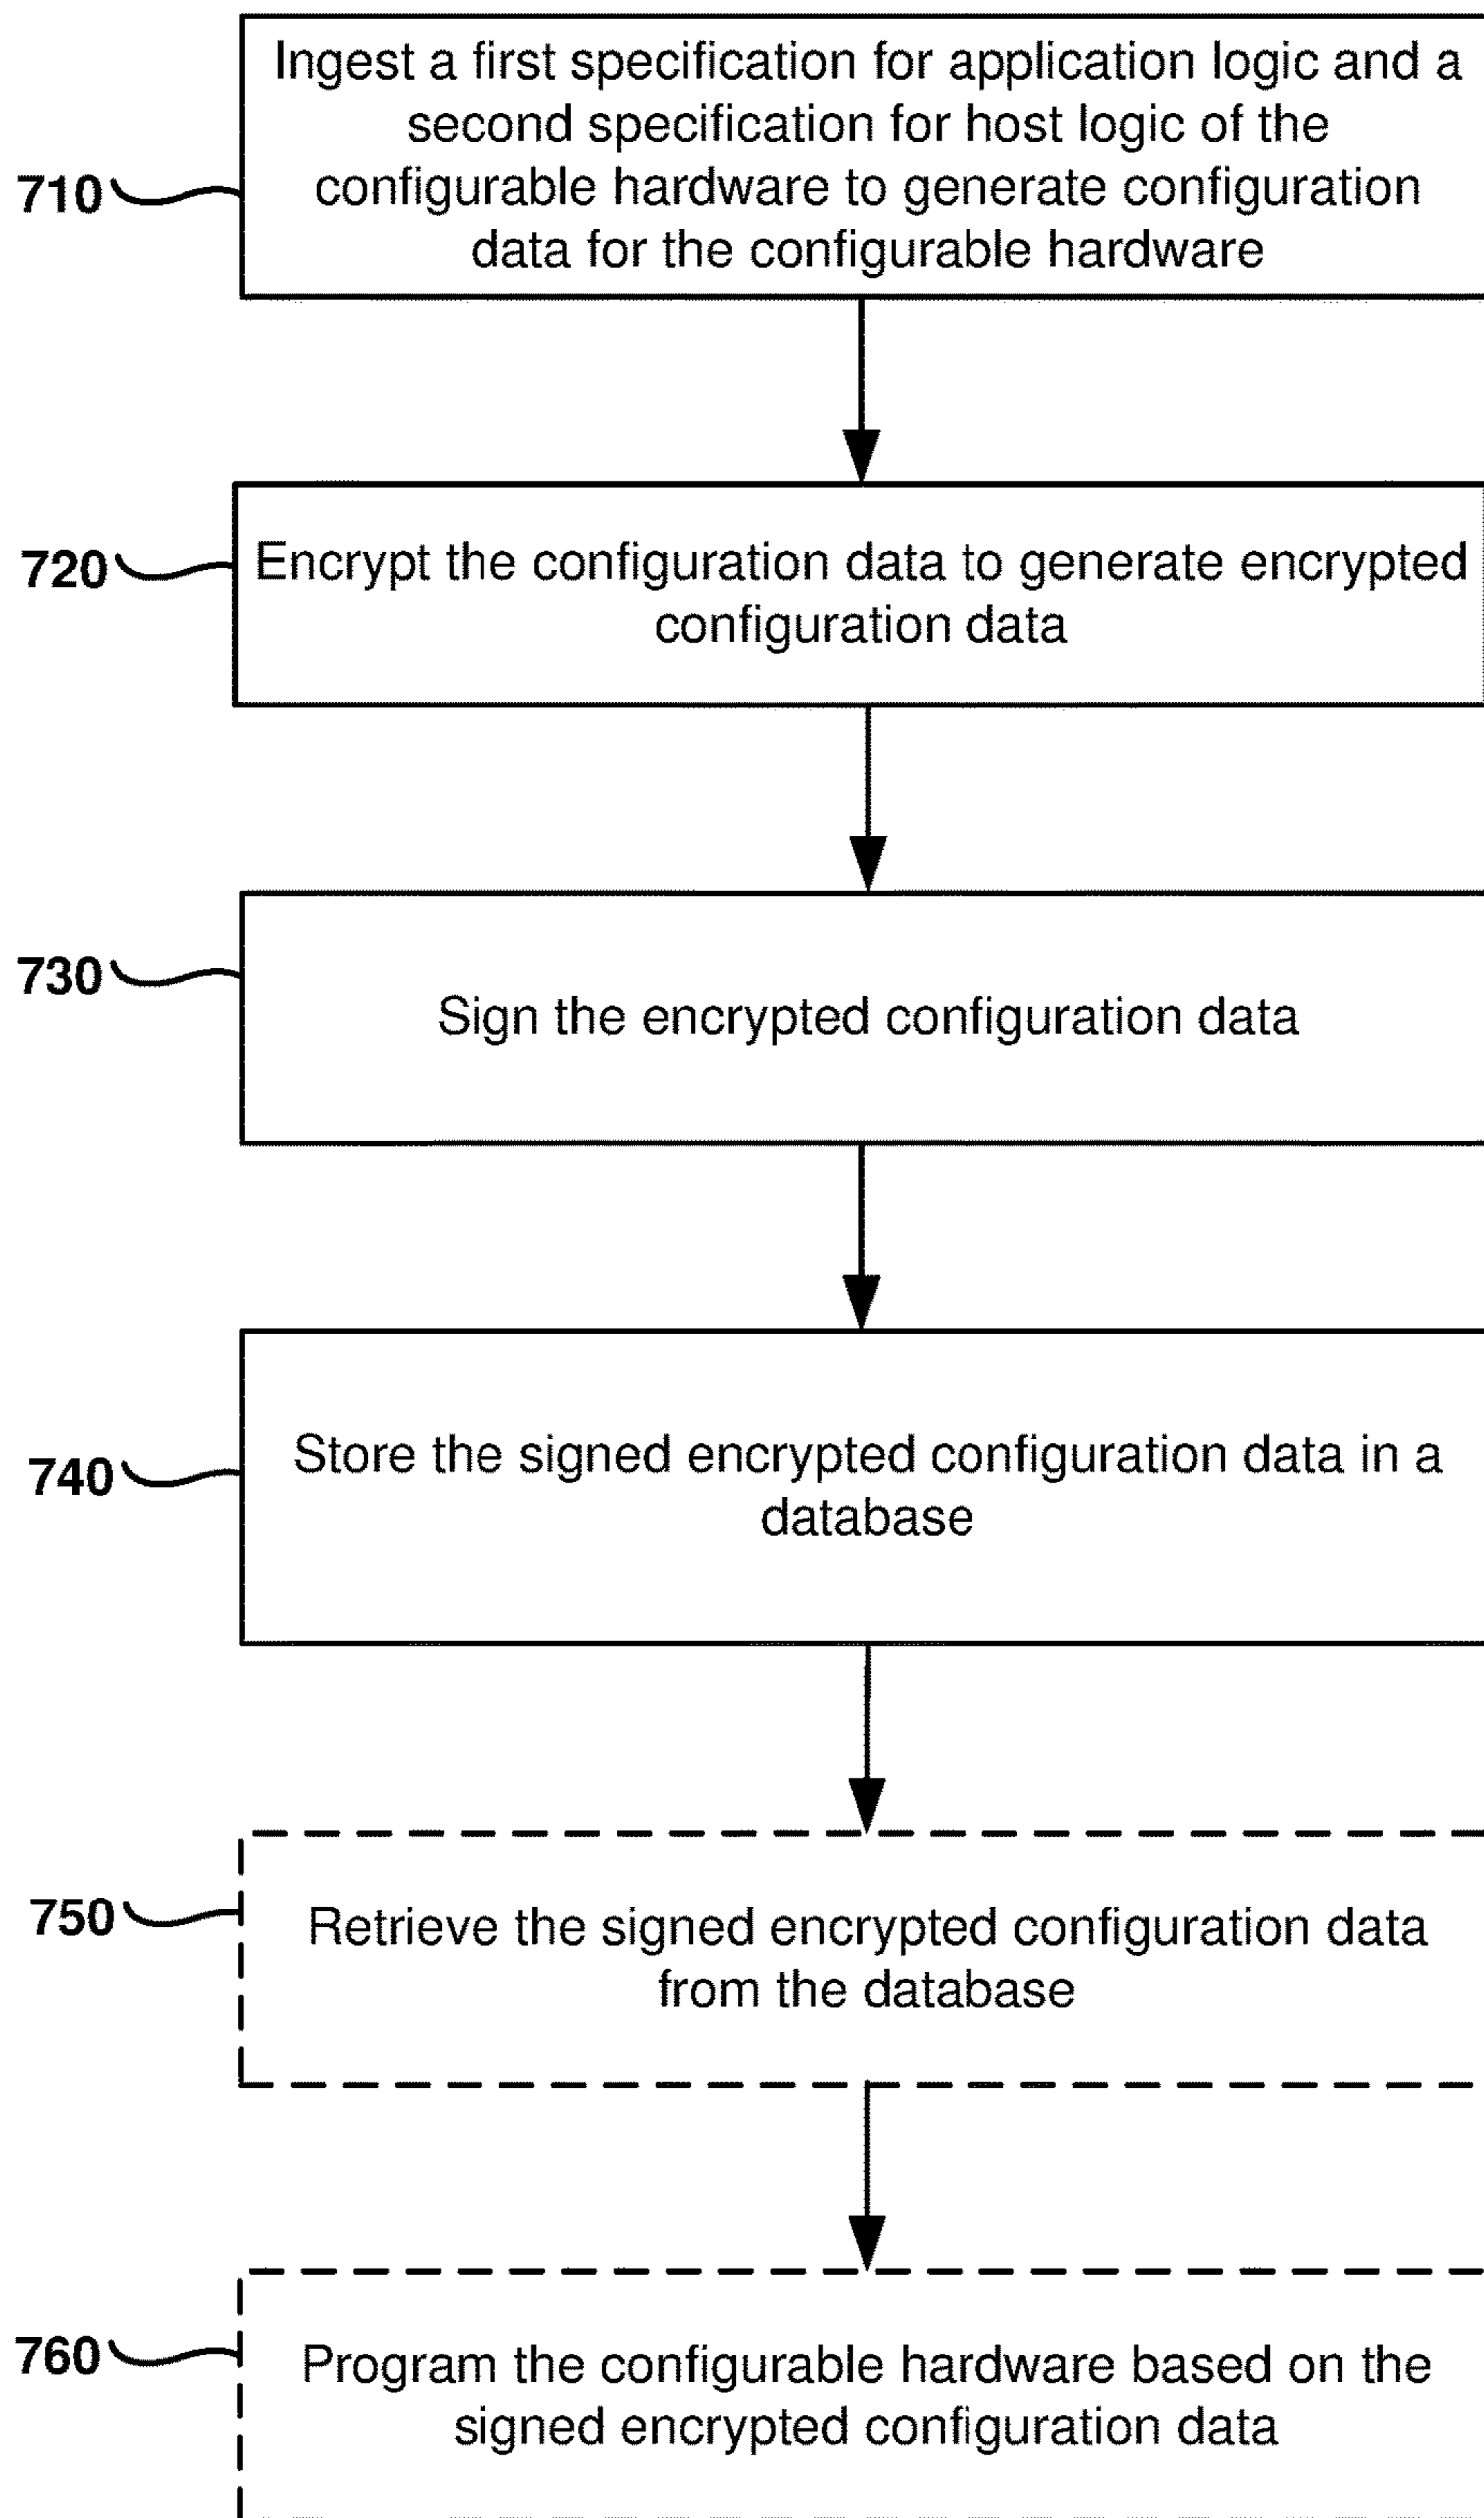 Ingest a first specification for application logic and a
second specification for host logic of the
710
configurable hardware to generate configuration
data for the configurable hardware
720
Encrypt the configuration data to generate encrypted
configuration data
730
Sign the encrypted configuration data
740
Store the signed encrypted configuration data in a
database
750
Retrieve the signed encrypted configuration data
from the database
760
Program the configurable hardware based on the
signed encrypted configuration data